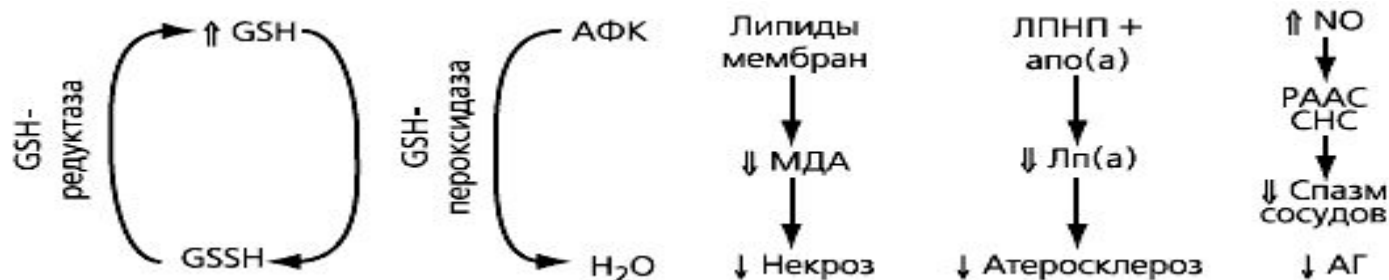 GSH-
редуктаза
⇑ GSH
GSSH
GSH-
пероксидаза
АФК
H₂O
Липиды
мембран
⇓ МДА
↓ Некроз
ЛПНП +
апо(а)
⇓ Лп(а)
↓ Атеросклероз
⇑ NO
РААС
СНС
⇓ Спазм
сосудов
↓ АГ